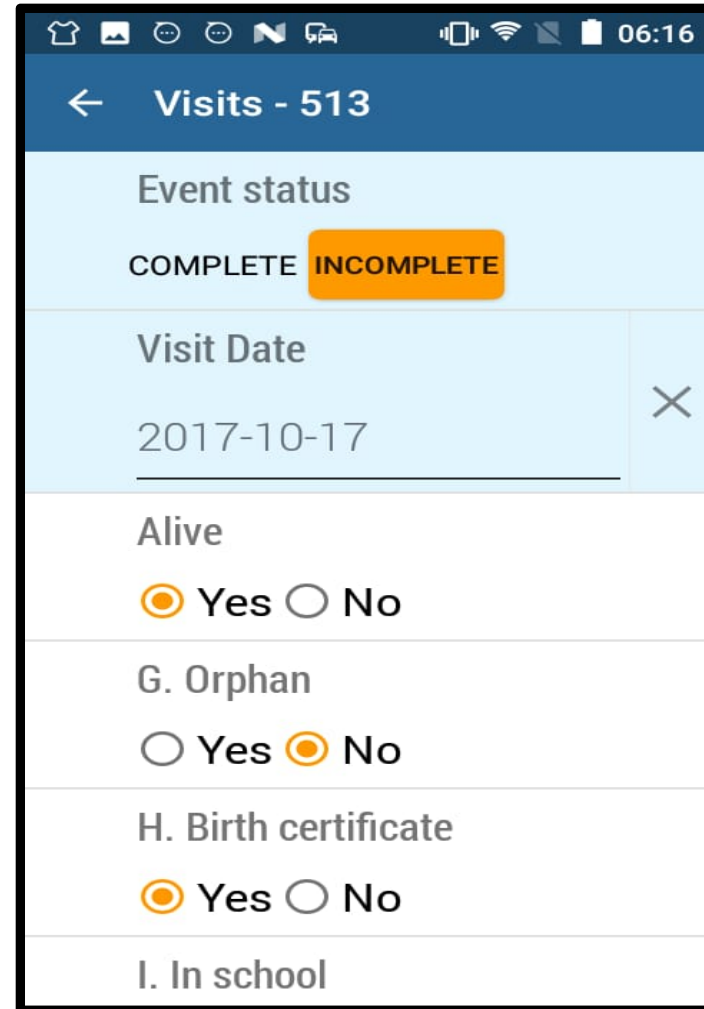 06:16
Visits - 513
Event status
COMPLETE INCOMPLETE
Visit Date
2017-10-17
Alive
Yes No
G. Orphan
Yes No
H. Birth certificate
Yes No
I. In school